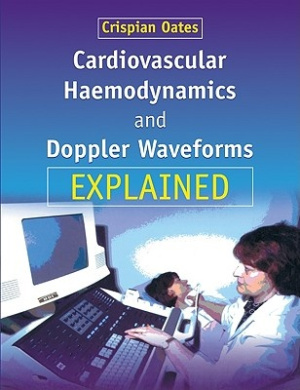 Crispian Oates
Cardiovascular
Haemodynamics
and
Doppler Waveforms
EXPLAINED